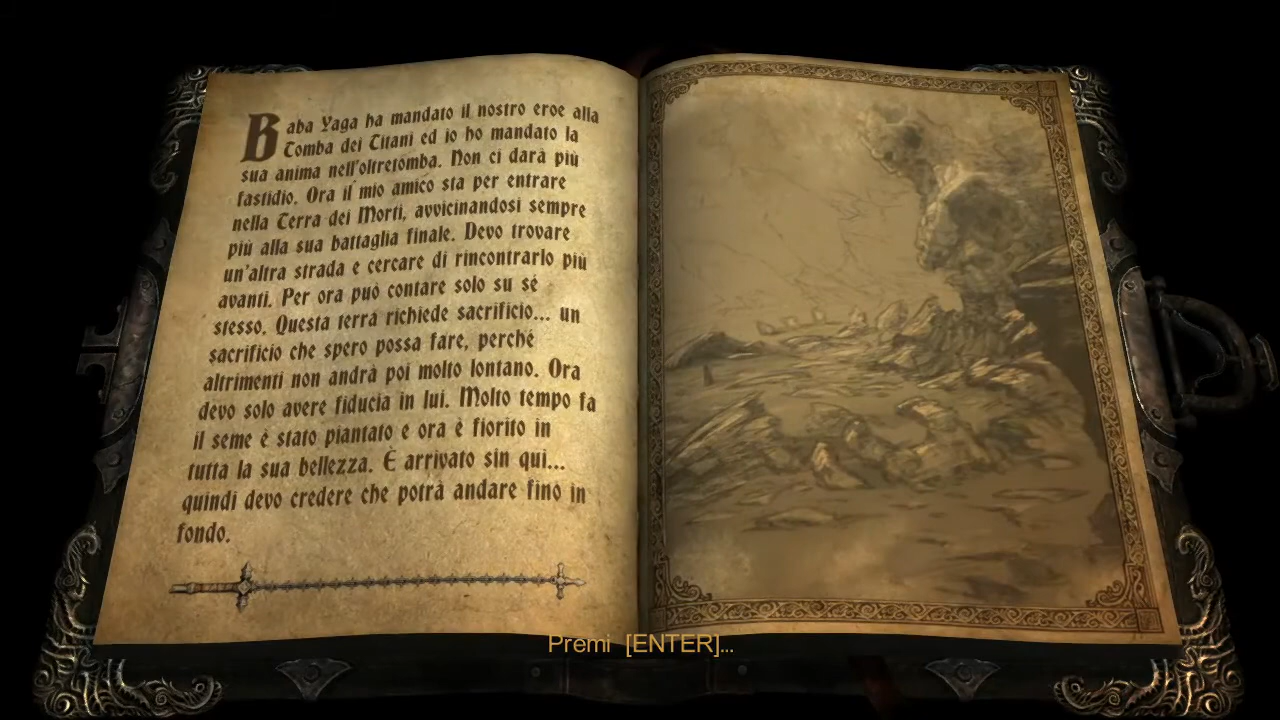 Baba Yaga ha mandato il nostro eroe alla
Tomba dei Titani ed io ho mandato la
sua anima nell'oltretomba. Non ci darà più
fastidio. Ora il mio amico sta per entrare
nella Terra dei Morti, avvicinandosi sempre
più alla sua battaglia finale. Devo trovare
un'altra strada e cercare di rincontrarlo più
avanti. Per ora può contare solo su sé
stesso. Questa terra richiede sacrificio... un
sacrificio che spero possa fare, perché
altrimenti non andrà poi molto lontano. Ora
devo solo avere fiducia in lui. Molto tempo fa
il seme è stato piantato e ora è fiorito in
tutta la sua bellezza. È arrivato sin qui...
quindi devo credere che potrà andare fino in
fondo.
Premi [ENTER]...